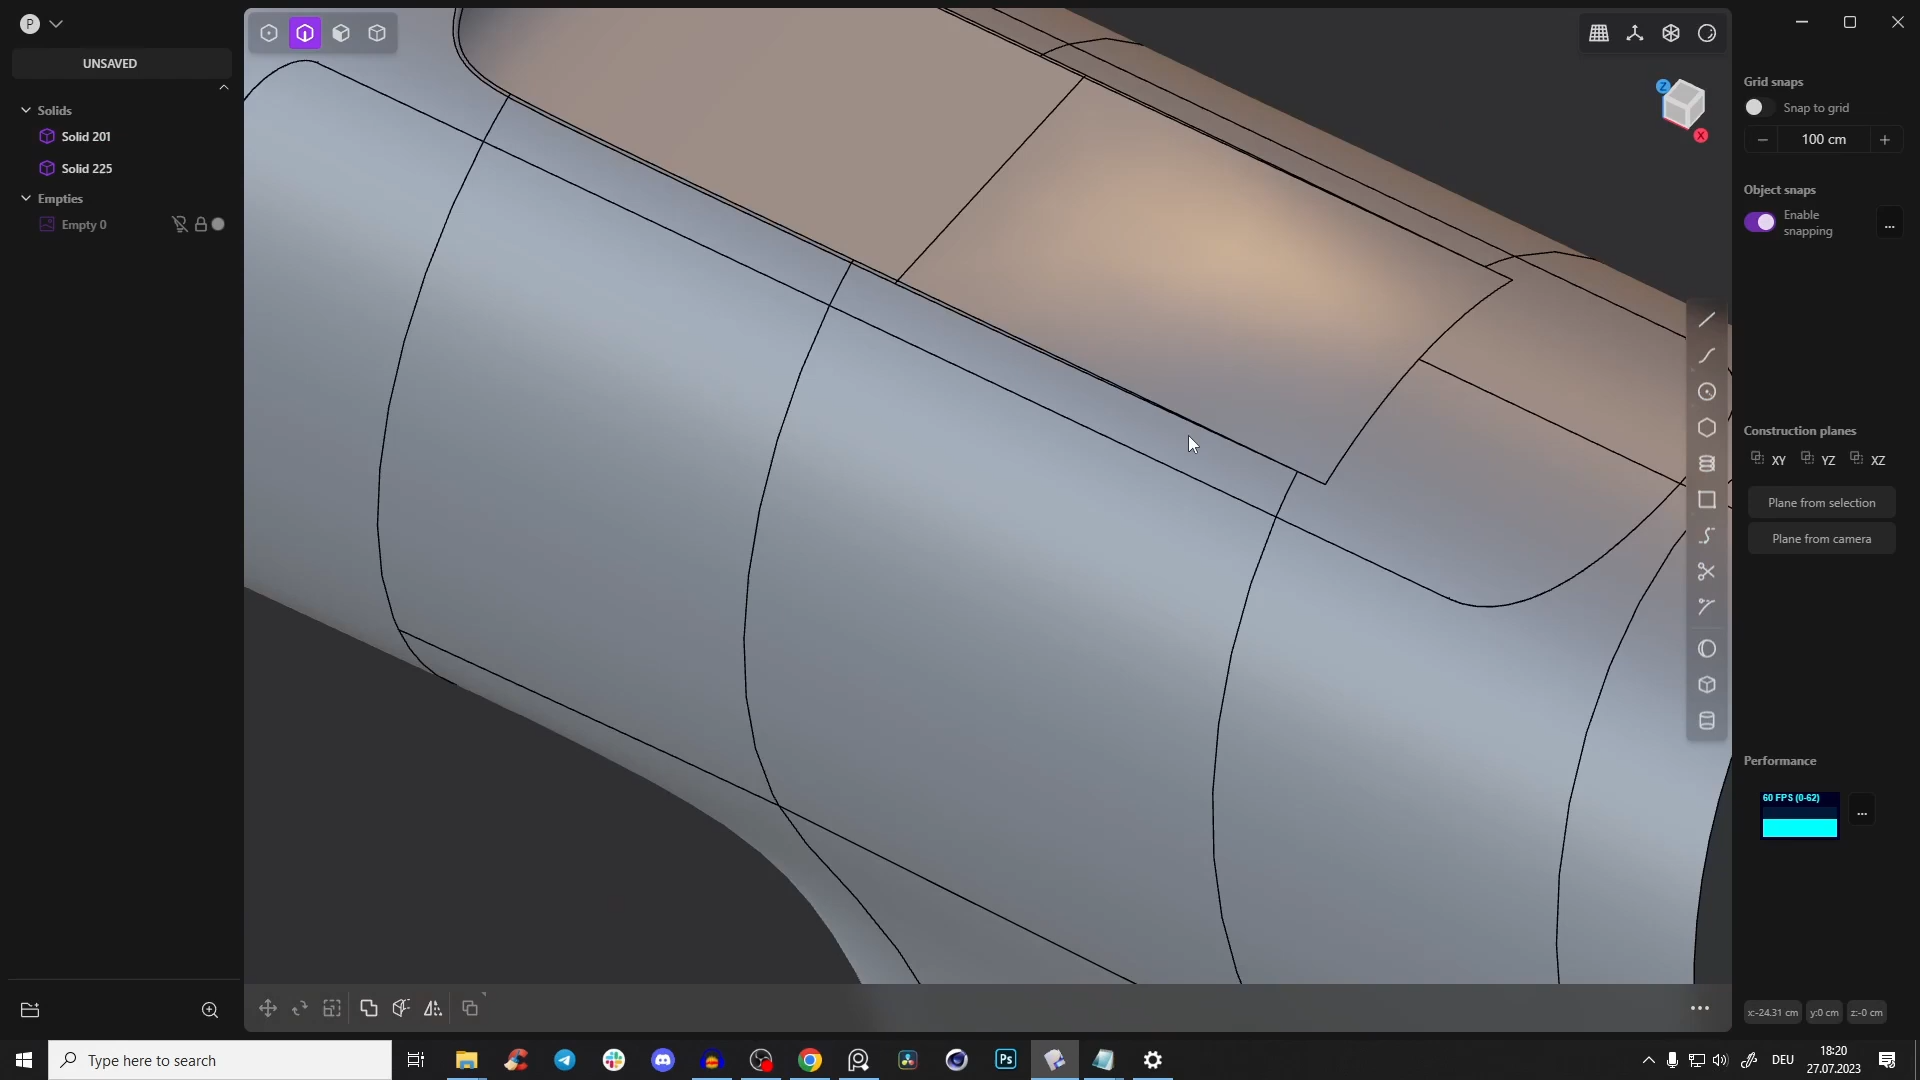 P
UNSAVED
Solids
Solid 201
Solid 225
Empties
Empty 0
Z
X
Grid snaps
Snap to grid
100 cm
Object snaps
Enable
snapping
...
Construction planes
XY
YZ
XZ
Plane from selection
Plane from camera
Performance
60 FPS (0-62)
...
x:-24.31 cm
y:0 cm
z:-0 cm
Type here to search
Ps
DEU
18:20
27.07.2023